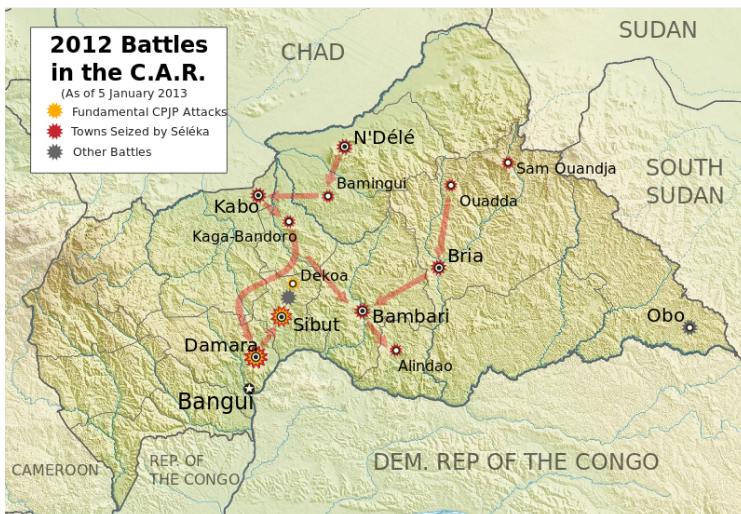 2012 Battles
in the C.A.R.
(As of 5 January 2013
Fundamental CPJP Attacks
Towns Seized by Séléka
Other Battles
CHAD
SUDAN
SOUTH
SUDAN
N'Délé
Sam Ouandja
Bamingui
Ouadda
Kabo
Kaga-Bandoro
Bria
Dekoa
Sibut
Bambari
Obo
Damara
Alindao
Bangui
CAMEROON
REP. OF
THE CONGO
DEM. REP OF THE CONGO